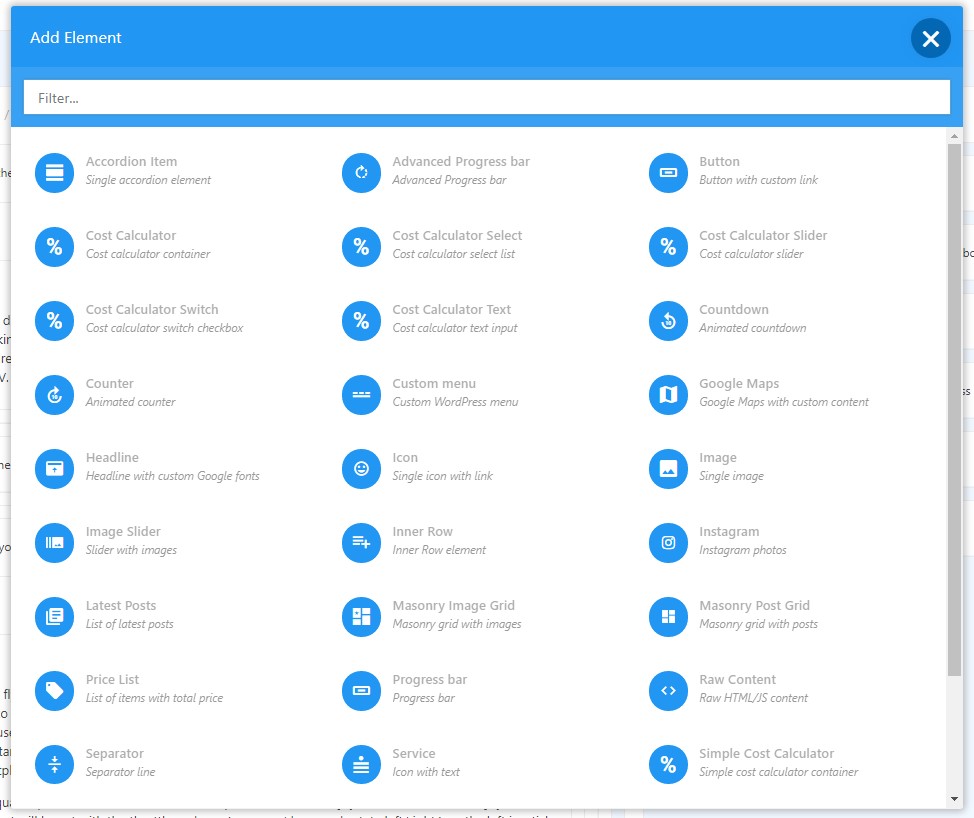 Add Element
Filter...
Accordion Item
Single accordion element
Advanced Progress bar
Advanced Progress bar
Button
Button with custom link
Cost Calculator
Cost calculator container
Cost Calculator Select
Cost calculator select list
Cost Calculator Slider
Cost calculator slider
Cost Calculator Switch
Cost calculator switch checkbox
Cost Calculator Text
Cost calculator text input
Countdown
Animated countdown
Counter
Animated counter
Custom menu
Custom WordPress menu
Google Maps
Google Maps with custom content
Headline
Headline with custom Google fonts
Icon
Single icon with link
Image
Single image
Image Slider
Slider with images
Inner Row
Inner Row element
Instagram
Instagram photos
Latest Posts
List of latest posts
Masonry Image Grid
Masonry grid with images
Masonry Post Grid
Masonry grid with posts
Price List
List of items with total price
Progress bar
Progress bar
Raw Content
Raw HTML/JS content
Separator
Separator line
Service
Icon with text
Simple Cost Calculator
Simple cost calculator container